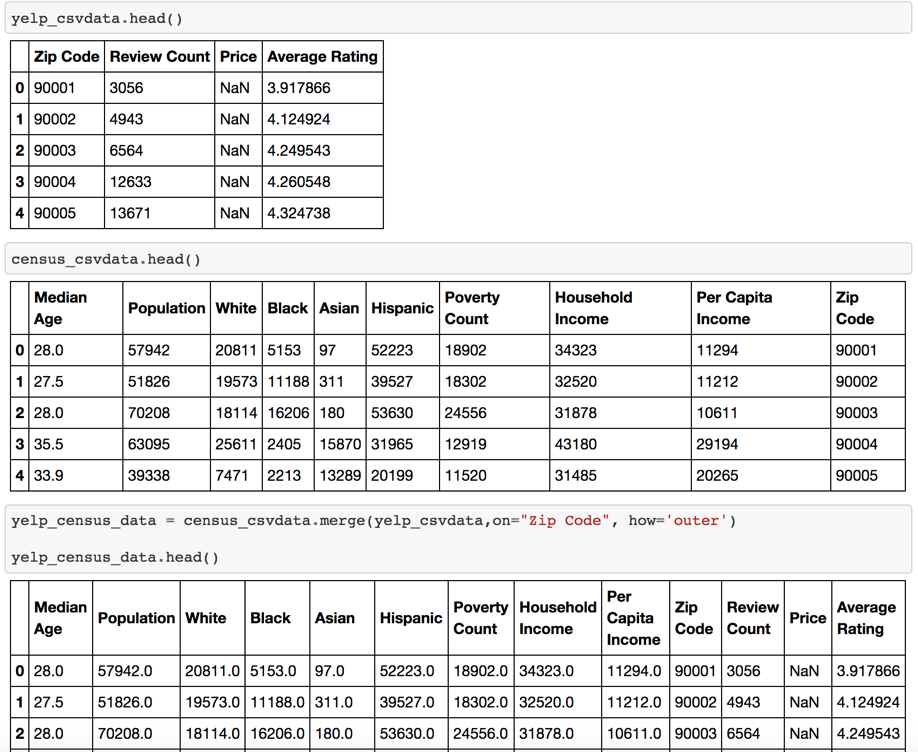 yelp_csvdata.head()
Zip Code Review Count Price Average Rating
0 90001 3056 NaN 3.917866
1 90002 4943 NaN 4.124924
2 90003 6564 NaN 4.249543
3 90004 12633 NaN 4.260548
4 90005 13671 NaN 4.324738
census_csvdata.head()
Median Age Population White Black Asian Hispanic Poverty Count Household Income Per Capita Income Zip Code
0 28.0 57942 20811 5153 97 52223 18902 34323 11294 90001
1 27.5 51826 19573 11188 311 39527 18302 32520 11212 90002
2 28.0 70208 18114 16206 180 53630 24556 31878 10611 90003
3 35.5 63095 25611 2405 15870 31965 12919 43180 29194 90004
4 33.9 39338 7471 2213 13289 20199 11520 31485 20265 90005
yelp_census_data = census_csvdata.merge(yelp_csvdata,on="Zip Code", how='outer')
yelp_census_data.head()
Median Age Population White Black Asian Hispanic Poverty Count Household Income Per Capita Income Zip Code Review Count Price Average Rating
0 28.0 57942.0 20811.0 5153.0 97.0 52223.0 18902.0 34323.0 11294.0 90001 3056 NaN 3.917866
1 27.5 51826.0 19573.0 11188.0 311.0 39527.0 18302.0 32520.0 11212.0 90002 4943 NaN 4.124924
2 28.0 70208.0 18114.0 16206.0 180.0 53630.0 24556.0 31878.0 10611.0 90003 6564 NaN 4.249543